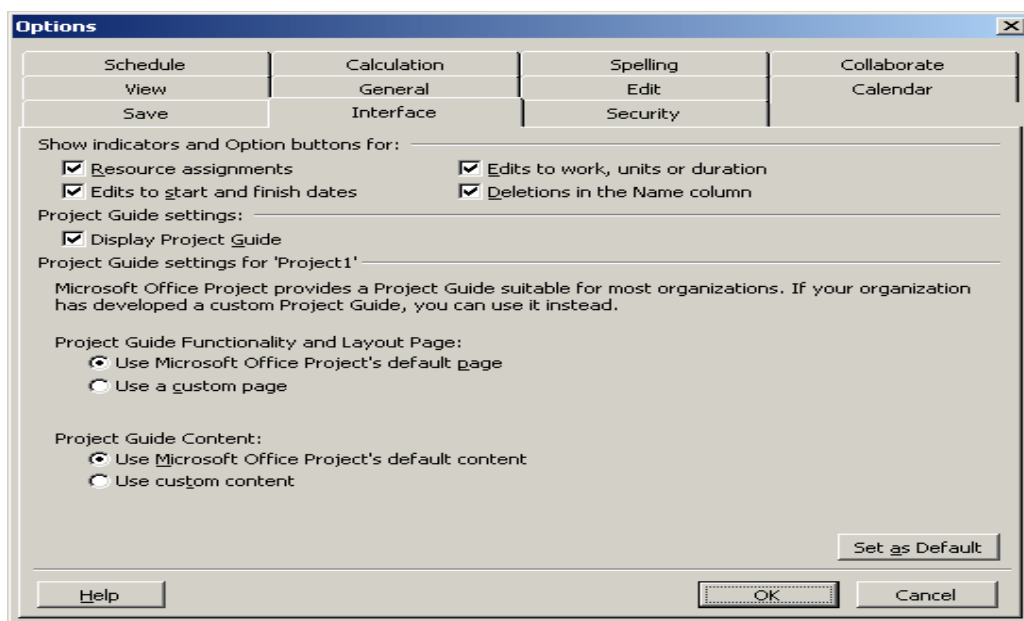 Options
Schedule Calculation Spelling Collaborate
View General Edit Calendar
Save Interface Security
Show indicators and Option buttons for:
Resource assignments Edits to work, units or duration
Edits to start and finish dates Deletions in the Name column
Project Guide settings:
Display Project Guide
Project Guide settings for 'Project1'
Microsoft Office Project provides a Project Guide suitable for most organizations. If your organization
has developed a custom Project Guide, you can use it instead.
Project Guide Functionality and Layout Page:
Use Microsoft Office Project's default page
Use a custom page
Project Guide Content:
Use Microsoft Office Project's default content
Use custom content
Set as Default
Help OK Cancel